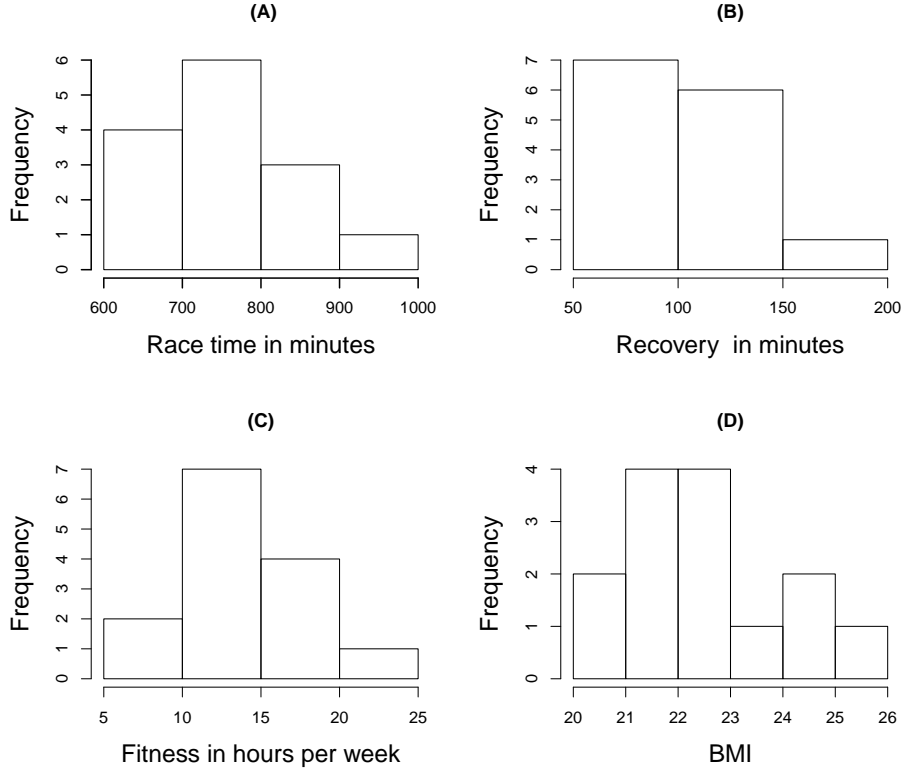 (A)
Frequency
0 1 2 3 4 5 6
600 700 800 900 1000
Race time in minutes
(B)
Frequency
0 1 2 3 4 5 6 7
50 100 150 200
Recovery in minutes
(C)
Frequency
0 1 2 3 4 5 6 7
5 10 15 20 25
Fitness in hours per week
(D)
Frequency
0 1 2 3 4
20 21 22 23 24 25 26
BMI